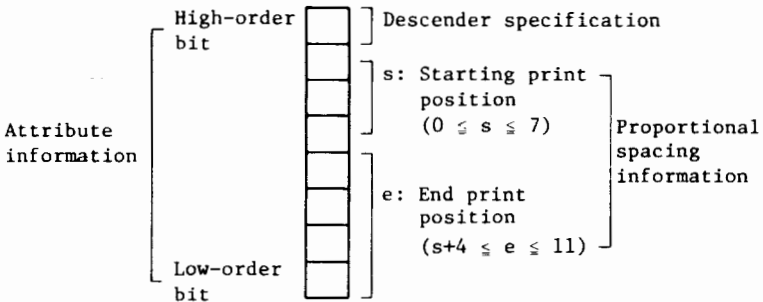 High-order bit
Descender specification
s: Starting print position
(0 ≦ s ≦ 7)
Attribute information
Proportional spacing information
e: End print position
(s+4 ≦ e ≦ 11)
Low-order bit